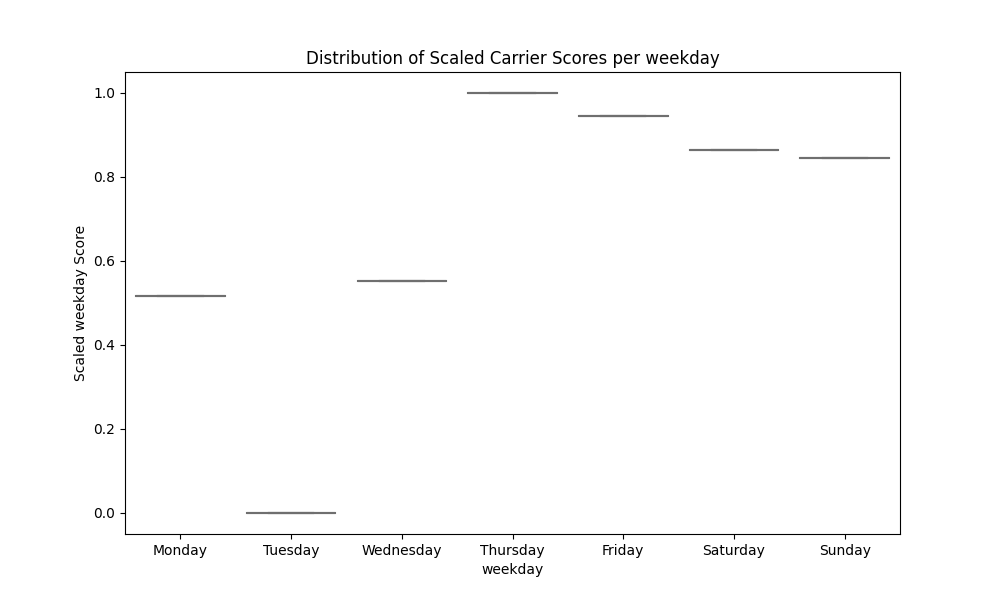 Distribution of Scaled Carrier Scores per weekday
Scaled weekday Score
1.0
0.8
0.6
0.4
0.2
0.0
Monday Tuesday Wednesday Thursday Friday Saturday Sunday
weekday